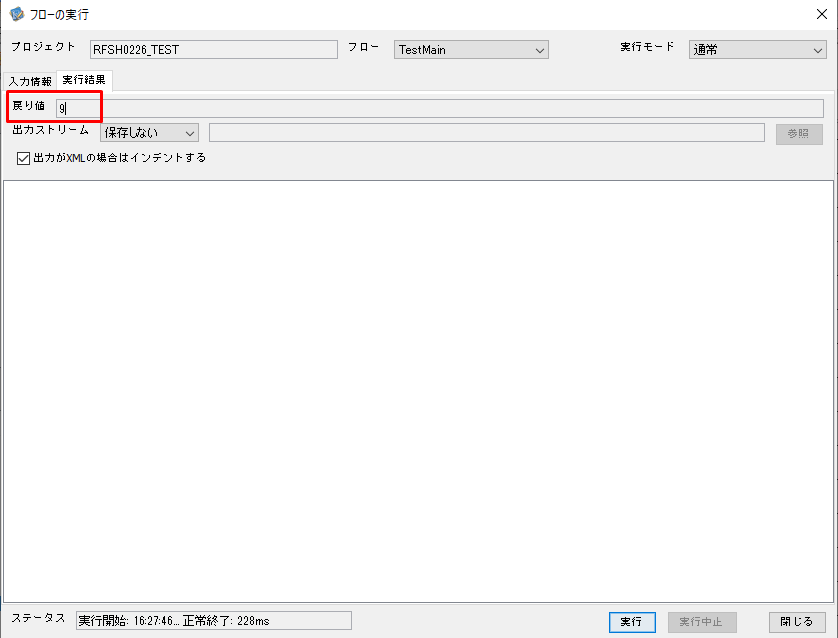 フローの実行
プロジェクト RFSH0226_TEST フロー TestMain 実行モード 通常
入力情報 実行結果
戻り値 9
出力ストリーム 保存しない 参照
出力がXMLの場合はインデントする
ステータス 実行開始: 16:27:46... 正常終了: 228ms 実行 実行中止 閉じる